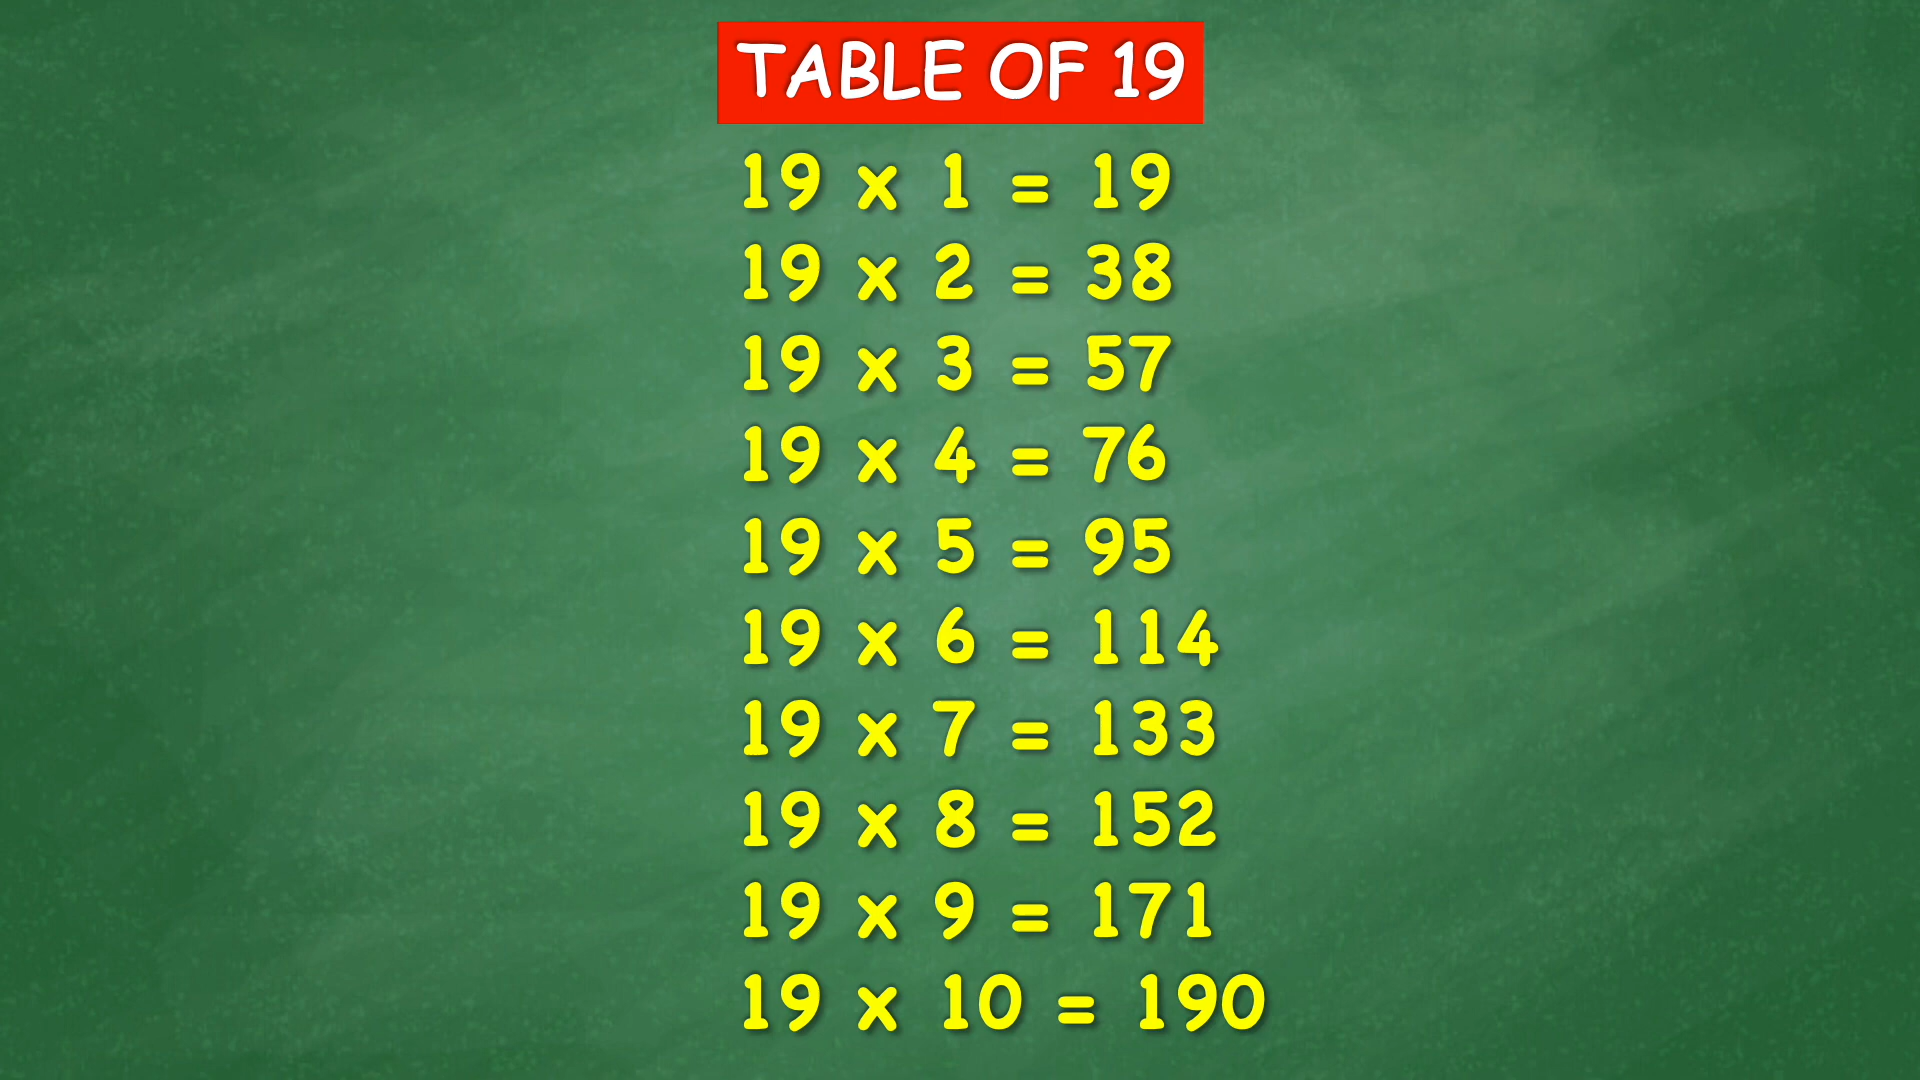 TABLE OF 19
19 x 1 = 19
19 x 2 = 38
19 x 3 = 57
19 x 4 = 76
19 x 5 = 95
19 x 6 = 114
19 x 7 = 133
19 x 8 = 152
19 x 9 = 171
19 x 10 = 190